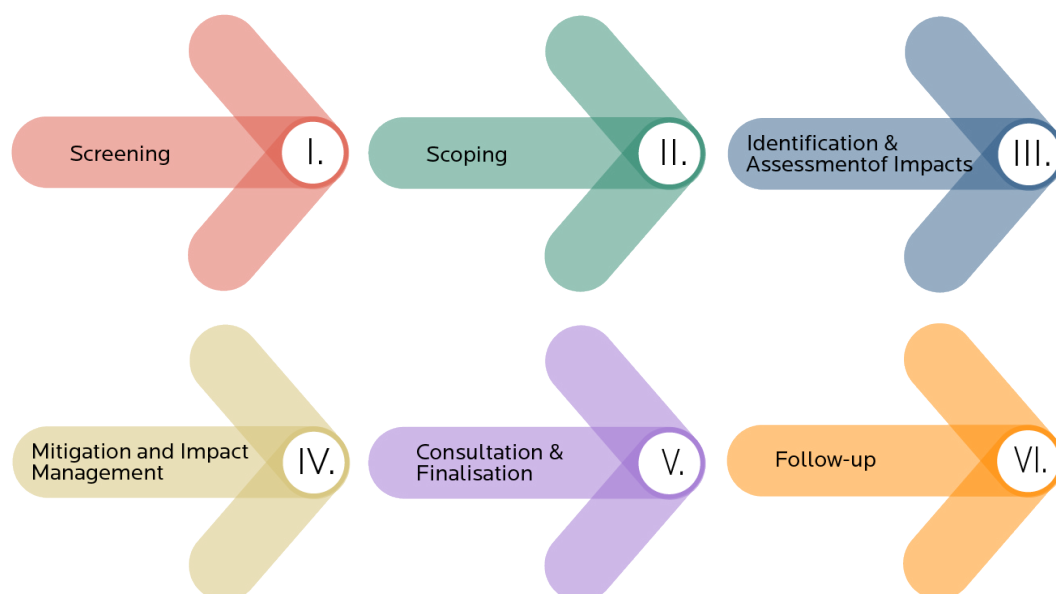 Screening
I.
Scoping
II.
Identification &
Assessmentof Impacts
III.
Mitigation and Impact
Management
IV.
Consultation &
Finalisation
V.
Follow-up
VI.